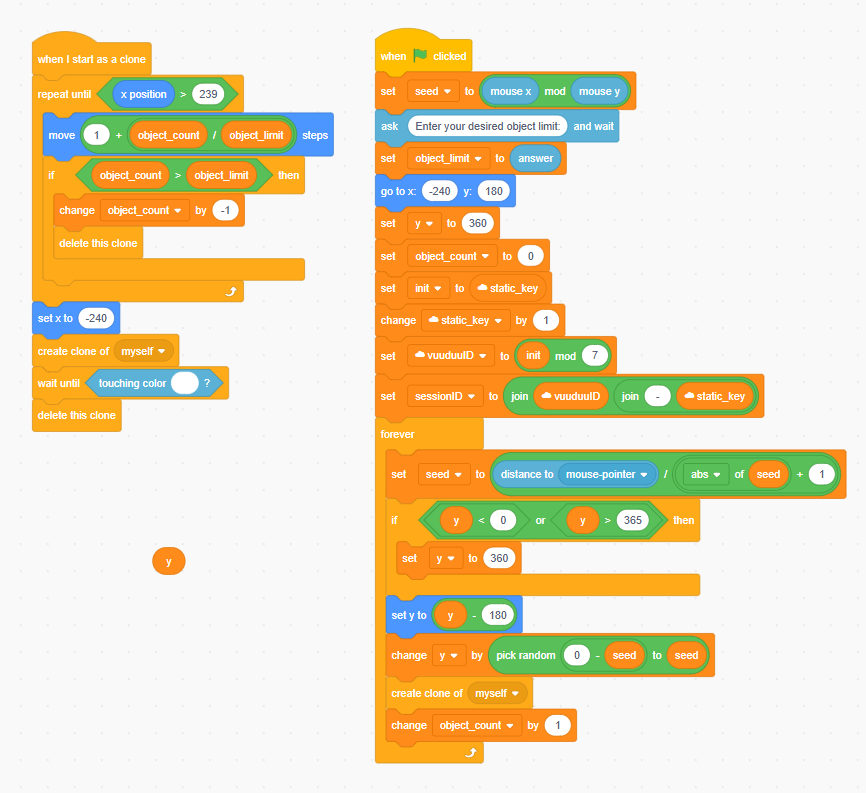 when I start as a clone
repeat until x position > 239
move 1 + object_count / object_limit steps
if object_count > object_limit then
change object_count by -1
delete this clone
set x to -240
create clone of myself
wait until touching color ?
delete this clone
y
when clicked
set seed to mouse x mod mouse y
ask Enter your desired object limit: and wait
set object_limit to answer
go to x: -240 y: 180
set y to 360
set object_count to 0
set init to static_key
change static_key by 1
set vuuduuID to init mod 7
set sessionID to join vuuduuID join - static_key
forever
set seed to distance to mouse-pointer / abs of seed + 1
if y < 0 or y > 365 then
set y to 360
set y to y - 180
change y by pick random 0 - seed to seed
create clone of myself
change object_count by 1